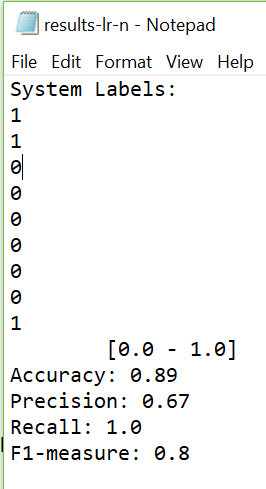 results-lr-n - Notepad
File Edit Format View Help
System Labels:
1
1
0
0
0
0
0
0
1
[0.0 - 1.0]
Accuracy: 0.89
Precision: 0.67
Recall: 1.0
F1-measure: 0.8